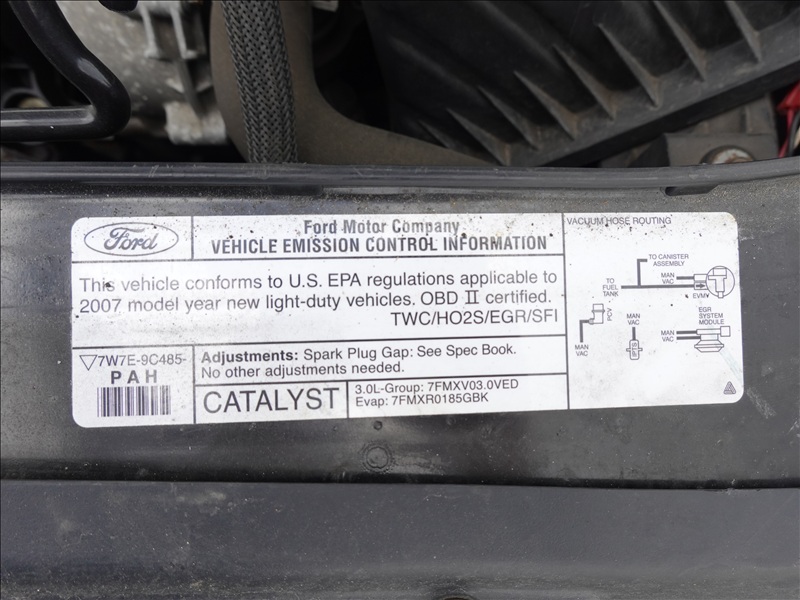 Ford
Ford Motor Company
VEHICLE EMISSION CONTROL INFORMATION
This vehicle conforms to U.S. EPA regulations applicable to
2007 model year new light-duty vehicles. OBD II certified.
TWC/HO2S/EGR/SFI
7W7E-9C485-
PAH
Adjustments: Spark Plug Gap: See Spec Book.
No other adjustments needed.
CATALYST
3.0L-Group: 7FMXV03.0VED
Evap: 7FMXR0185GBK
VACUUM HOSE ROUTING
TO CANISTER
ASSEMBLY
TO
FUEL
TANK
MAN
VAC
EVMV
PCV
MAN
VAC
MAN
VAC
IPTS
MAN
VAC
EGR
SYSTEM
MODULE